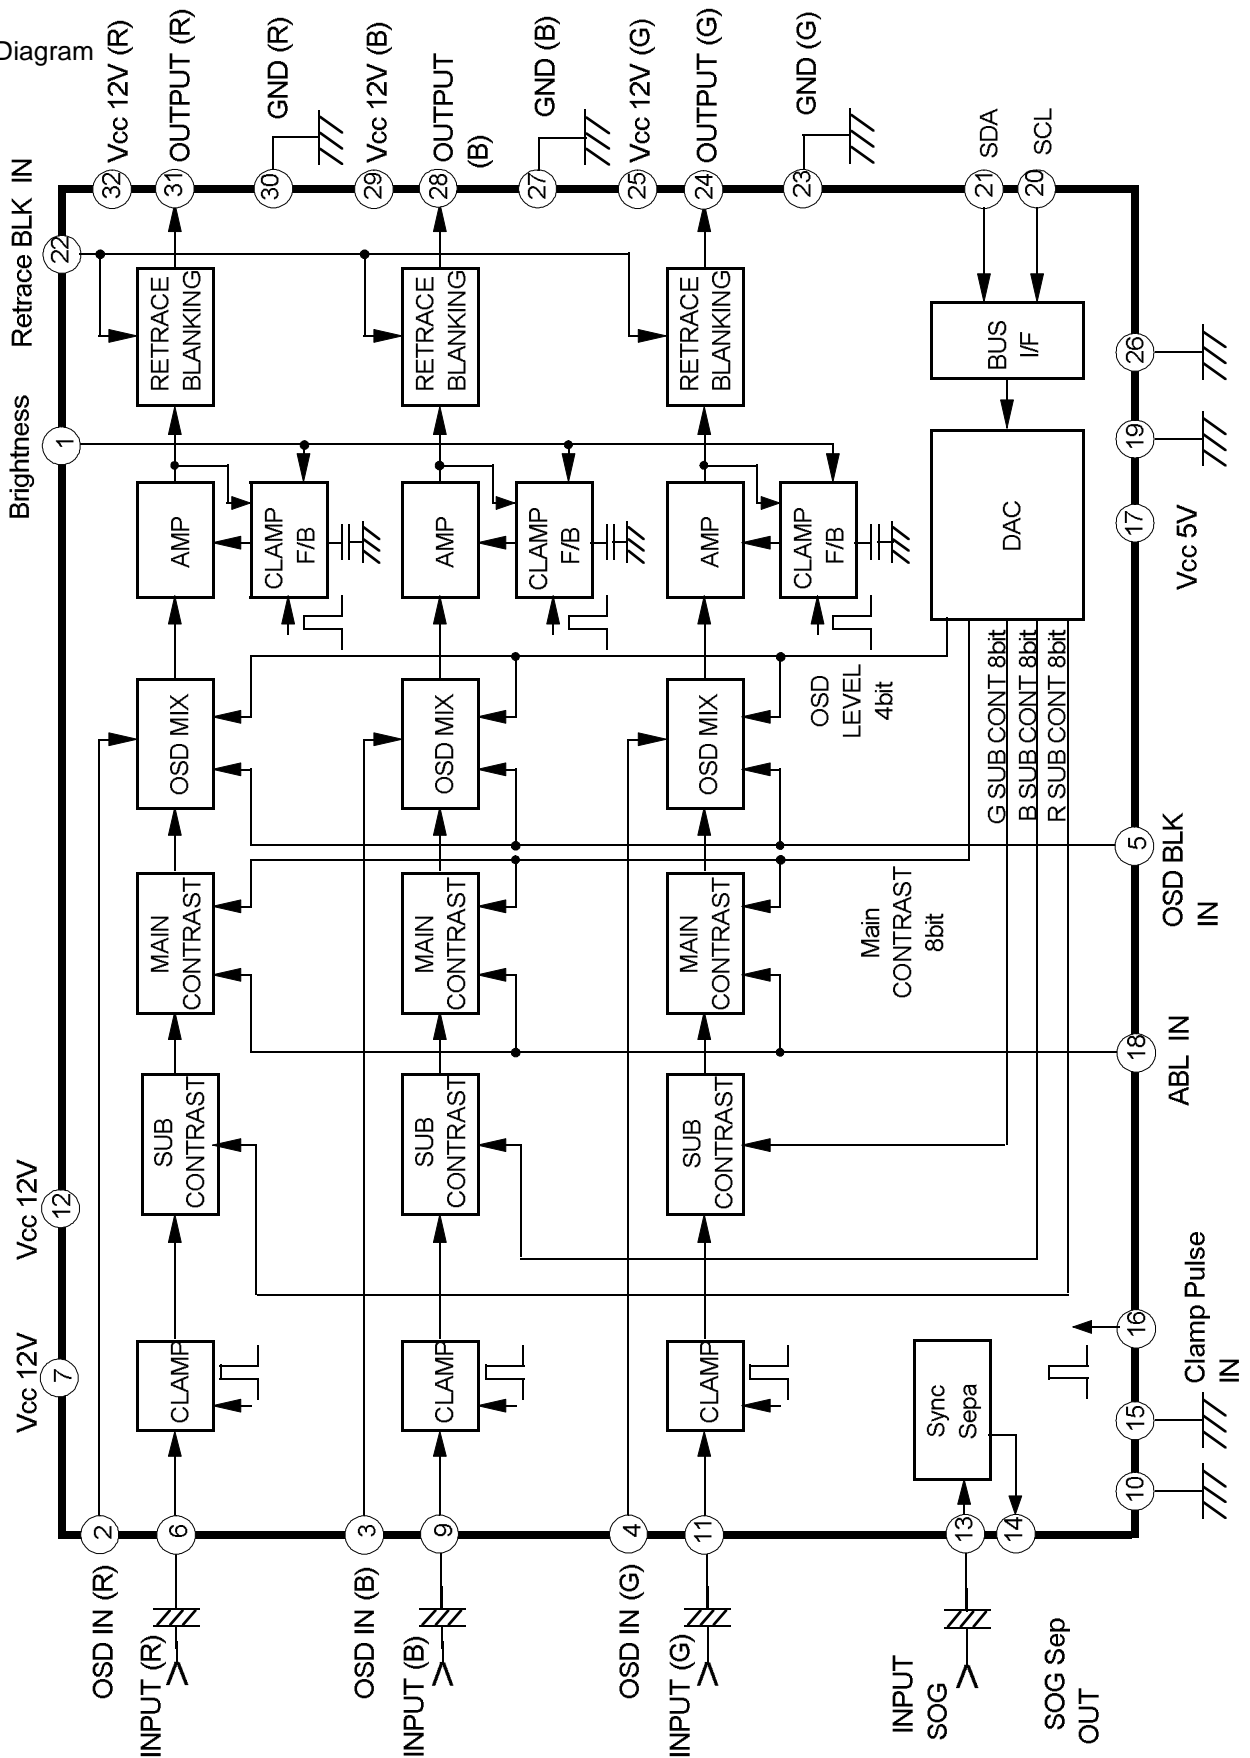 Diagram
Brightness
1
Retrace BLK IN
22
Vcc 12V
7
Vcc 12V
12
OSD IN (R)
2
INPUT (R)
6
CLAMP
SUB
CONTRAST
MAIN
CONTRAST
OSD MIX
AMP
CLAMP
F/B
RETRACE
BLANKING
32
Vcc 12V (R)
31
OUTPUT (R)
30
GND (R)
OSD IN (B)
3
INPUT (B)
9
CLAMP
SUB
CONTRAST
MAIN
CONTRAST
OSD MIX
AMP
CLAMP
F/B
RETRACE
BLANKING
29
Vcc 12V (B)
28
OUTPUT
(B)
27
GND (B)
OSD IN (G)
4
INPUT (G)
11
CLAMP
SUB
CONTRAST
MAIN
CONTRAST
OSD MIX
AMP
CLAMP
F/B
RETRACE
BLANKING
25
Vcc 12V (G)
24
OUTPUT (G)
23
GND (G)
OSD
LEVEL
4bit
Main
CONTRAST
8bit
INPUT
SOG
13
Sync
Sepa
14
SOG Sep
OUT
G SUB CONT 8bit
B SUB CONT 8bit
R SUB CONT 8bit
DAC
BUS
I/F
21
SDA
20
SCL
10
15
16
Clamp Pulse
IN
18
ABL IN
5
OSD BLK
IN
17
Vcc 5V
19
26